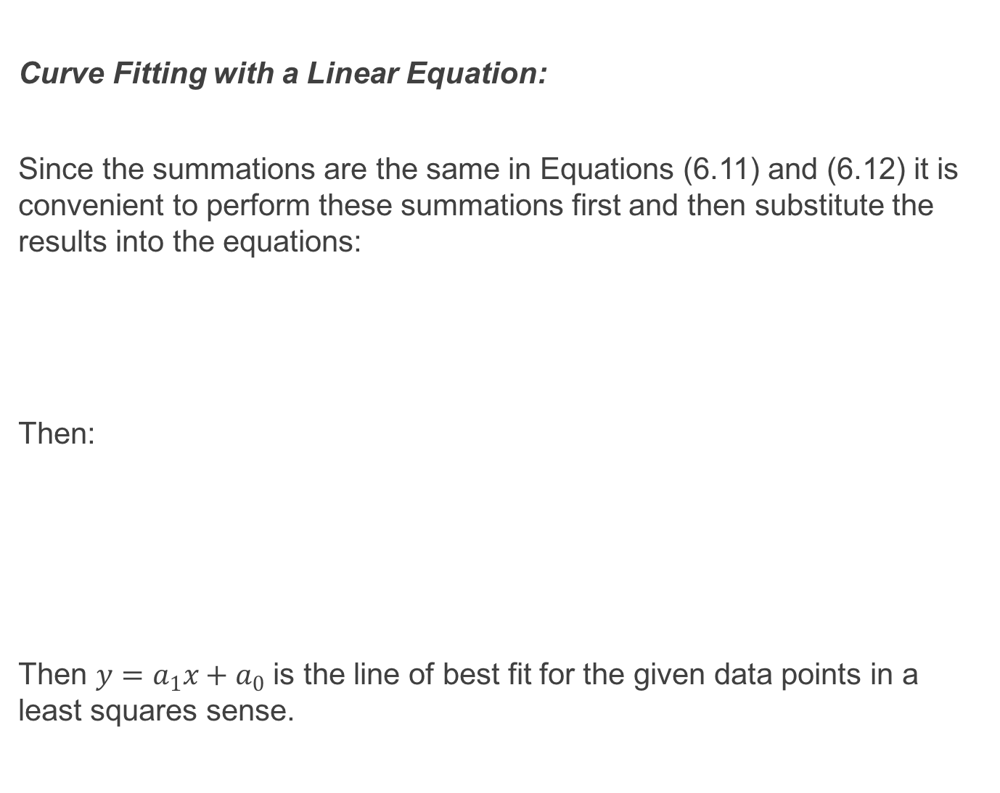 Curve Fitting with a Linear Equation:
Since the summations are the same in Equations (6.11) and (6.12) it is
convenient to perform these summations first and then substitute the
results into the equations:
Then:
Then y = a₁x + a₀ is the line of best fit for the given data points in a
least squares sense.